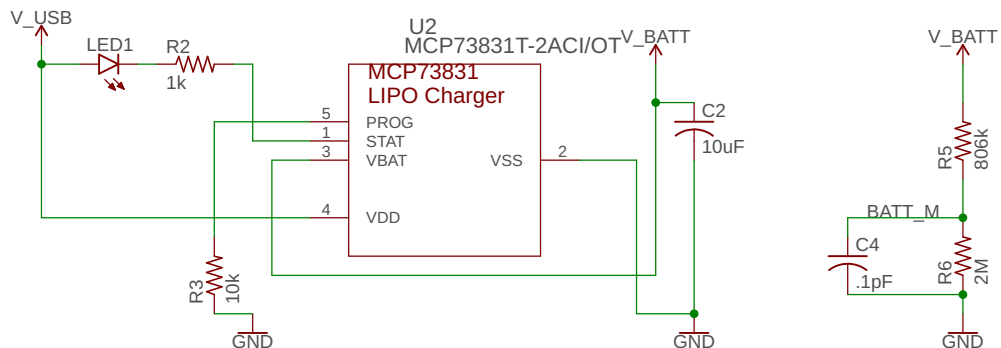 V_USB
LED1
R2
1k
U2
MCP73831T-2ACI/OT
MCP73831
LIPO Charger
5
PROG
1
STAT
3
VBAT
4
VDD
VSS
2
R3
10k
GND
V_BATT
C2
10uF
GND
V_BATT
R5
806k
BATT_M
C4
.1pF
R6
2M
GND